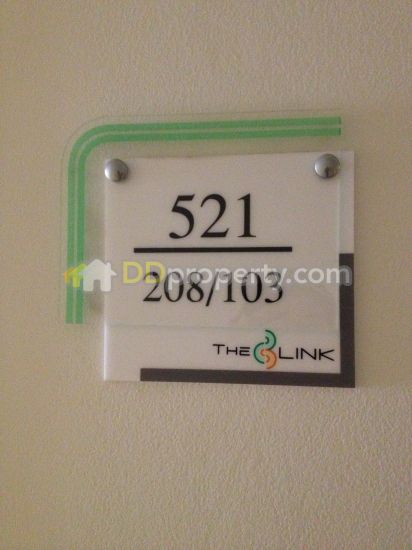 521
208/103
DDproperty.com
THE LINK